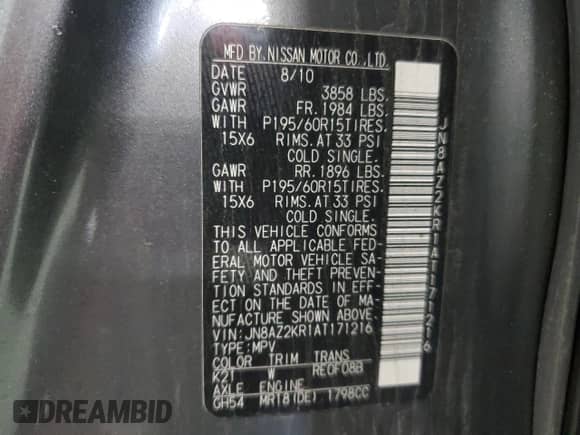 MFD BY.NISSAN MOTOR CO.,LTD.
DATE 8/10
GVWR 3858 LBS.
GAWR FR.1984 LBS.
WITH P195/60R15TIRES.
15X6 RIMS.AT 33 PSI
COLD SINGLE.
GAWR RR.1896 LBS.
WITH P195/60R15TIRES.
15X6 RIMS.AT 33 PSI
COLD SINGLE.
THIS VEHICLE CONFORMS
TO ALL APPLICABLE FED-
ERAL MOTOR VEHICLE SA-
FETY AND THEFT PREVEN-
TION STANDARDS IN EFF-
ECT ON THE DATE OF MA-
NUFACTURE SHOWN ABOVE.
VIN:JN8AZ2KR1AT171216
TYPE:MPV
COLOR TRIM TRANS
K21 W RE0F08B
AXLE ENGINE
GH54 MR18(DE) 1798CC
JN8AZ2KR1AT171216
AUTOBIDMASTER